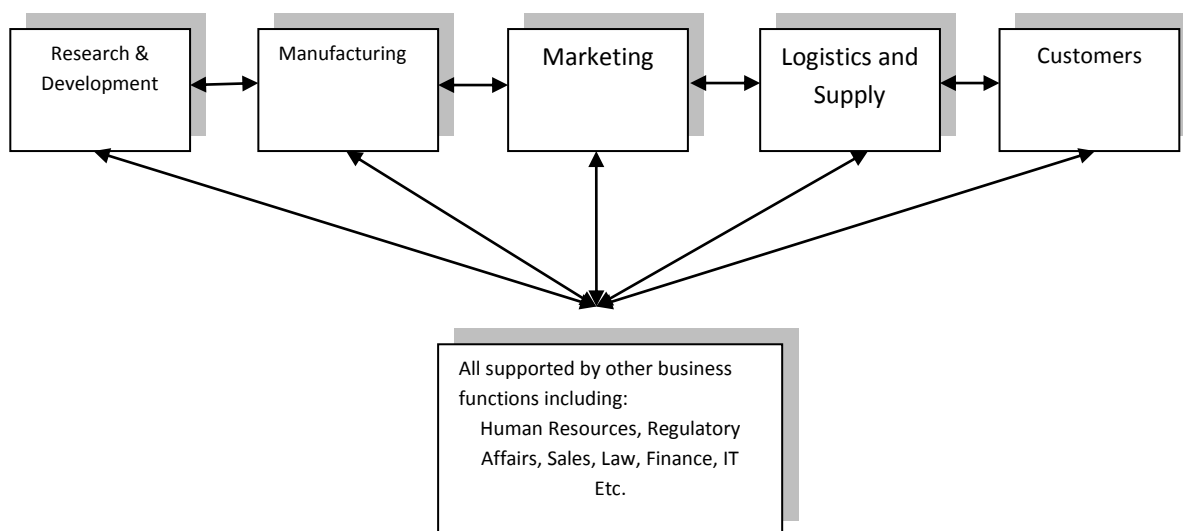 Research &
Development
Manufacturing
Marketing
Logistics and
Supply
Customers
All supported by other business
functions including:
Human Resources, Regulatory
Affairs, Sales, Law, Finance, IT
Etc.